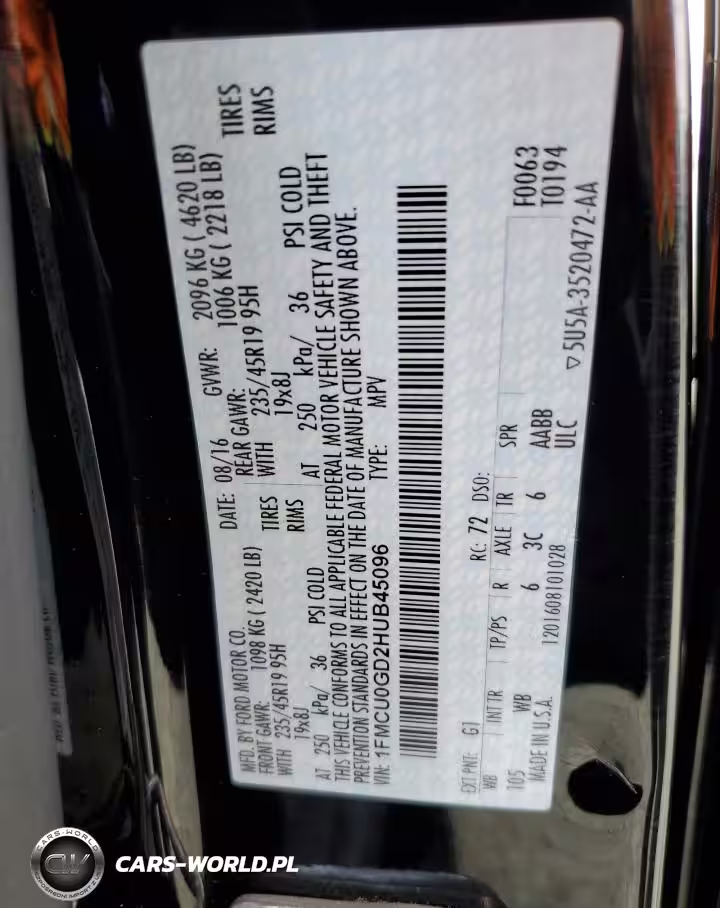 MFD. BY FORD MOTOR CO.
DATE: 08/16 GVWR: 2096 KG ( 4620 LB)
FRONT GAWR: 1098 KG ( 2420 LB) REAR GAWR: 1006 KG ( 2218 LB)
WITH 235/45R19 95H TIRES WITH 235/45R19 95H TIRES
19x8J RIMS 19x8J RIMS
AT 250 kPa/ 36 PSI COLD AT 250 kPa/ 36 PSI COLD
THIS VEHICLE CONFORMS TO ALL APPLICABLE FEDERAL MOTOR VEHICLE SAFETY AND THEFT
PREVENTION STANDARDS IN EFFECT ON THE DATE OF MANUFACTURE SHOWN ABOVE.
VIN: 1FMCU0GD2HUB45096 TYPE: MPV
EXT PNT: G1 RC: 72 DSO:
WB INT TR TP/PS R AXLE TR SPR F0063
105 WB 6 3C 6 AABB T0194
MADE IN U.S.A. 1201608101028 ULC
▽5U5A-3520472-AA
CARS-WORLD
CW
CARS-WORLD.PL